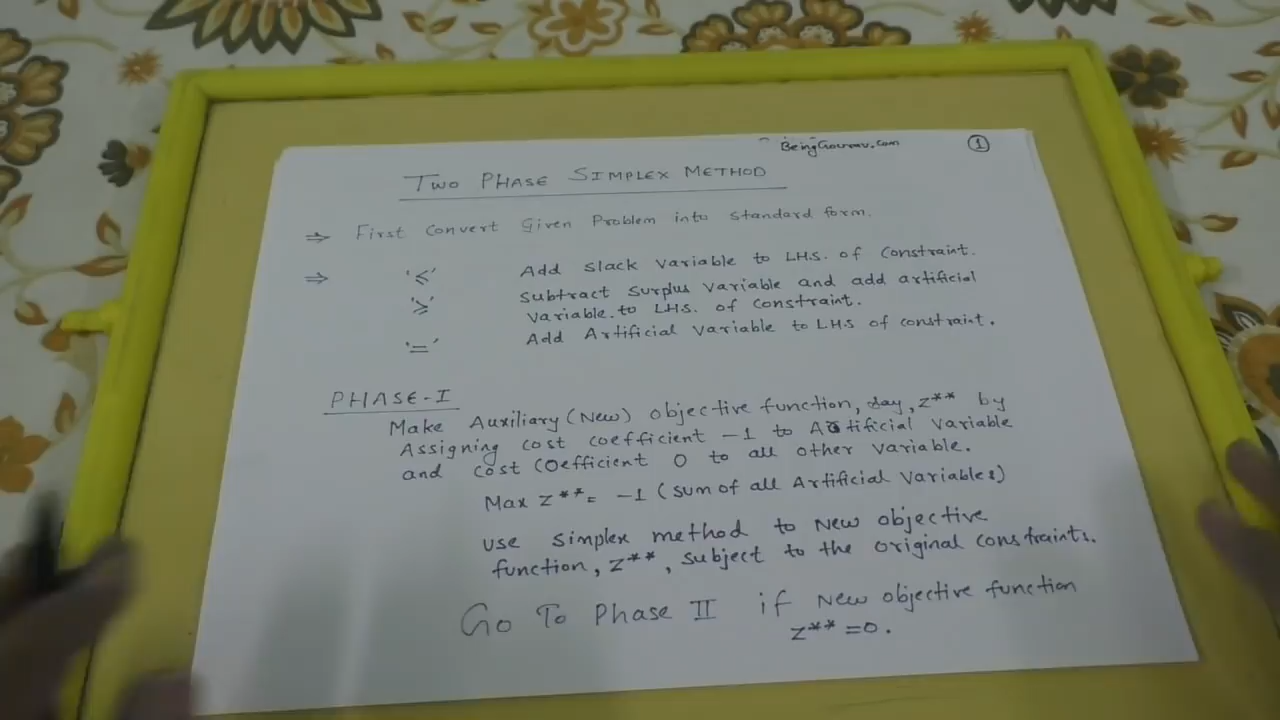 BeingGourav.com
1
TWO PHASE SIMPLEX METHOD
⇒ First Convert Given Problem into standard form.
⇒ '≤' Add slack variable to LHS. of constraint.
'≥' subtract surplus variable and add artificial
variable. to LHS. of constraint.
'=' Add Artificial variable to LHS of constraint.
PHASE-I
Make Auxiliary (New) objective function, say, Z** by
Assigning cost coefficient -1 to Artificial variable
and cost coefficient 0 to all other variable.
Max Z** = -1 (sum of all Artificial Variables)
use simplex method to New objective
function, Z**, subject to the original constraints.
Go To Phase II if New objective function
Z** = 0.